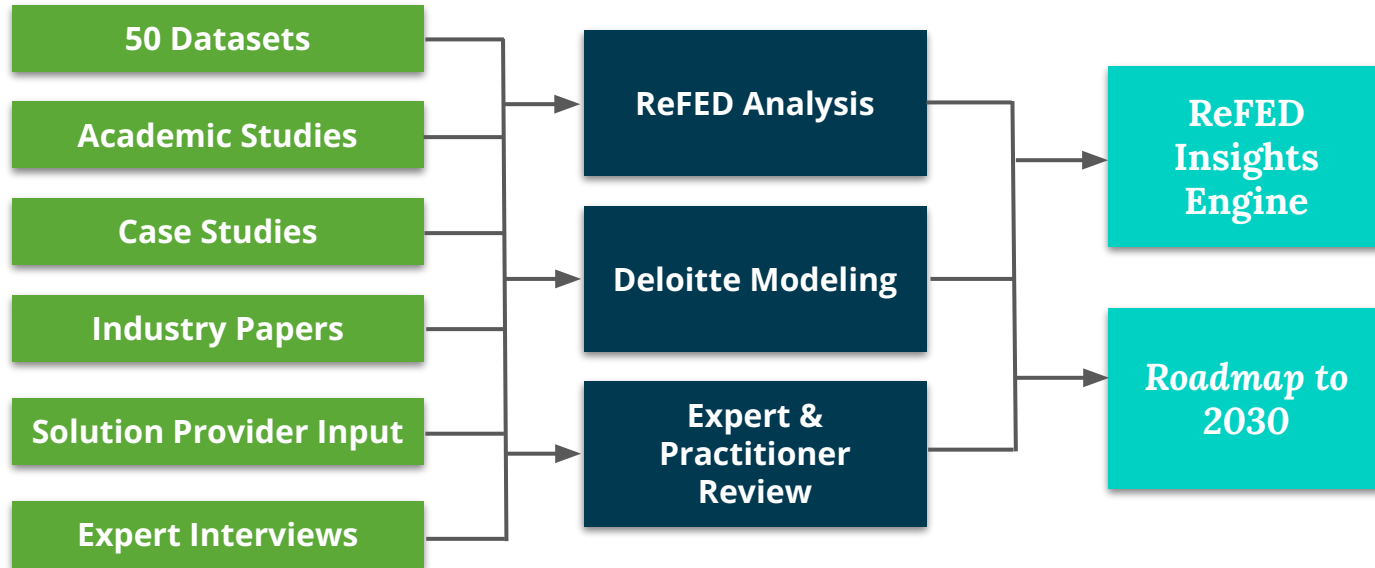 50 Datasets
Academic Studies
Case Studies
Industry Papers
Solution Provider Input
Expert Interviews
ReFED Analysis
Deloitte Modeling
Expert &
Practitioner
Review
ReFED
Insights
Engine
Roadmap to
2030